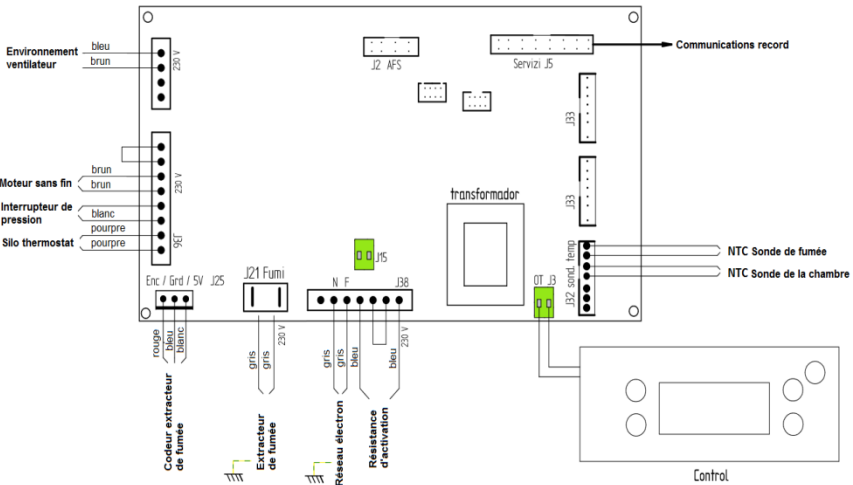 Environnement
ventilateur
bleu
brun
230 V
J2 AFS
Servizi J5
Communications record
J33
J33
Moteur sans fin
brun
brun
Interrupteur de
pression
blanc
Silo thermostat
pourpre
pourpre
230 V
J36
transformador
J15
J32 sond. temp
NTC Sonde de fumée
NTC Sonde de la chambre
OT J3
Enc / Grd / 5V J25
J21 Fumi
N F J38
rouge
bleu
blanc
gris
gris
230 V
gris
gris
bleu
bleu
230 V
Codeur extracteur
de fumée
Extracteur
de fumée
Réseau électron
Résistance
d'activation
Control